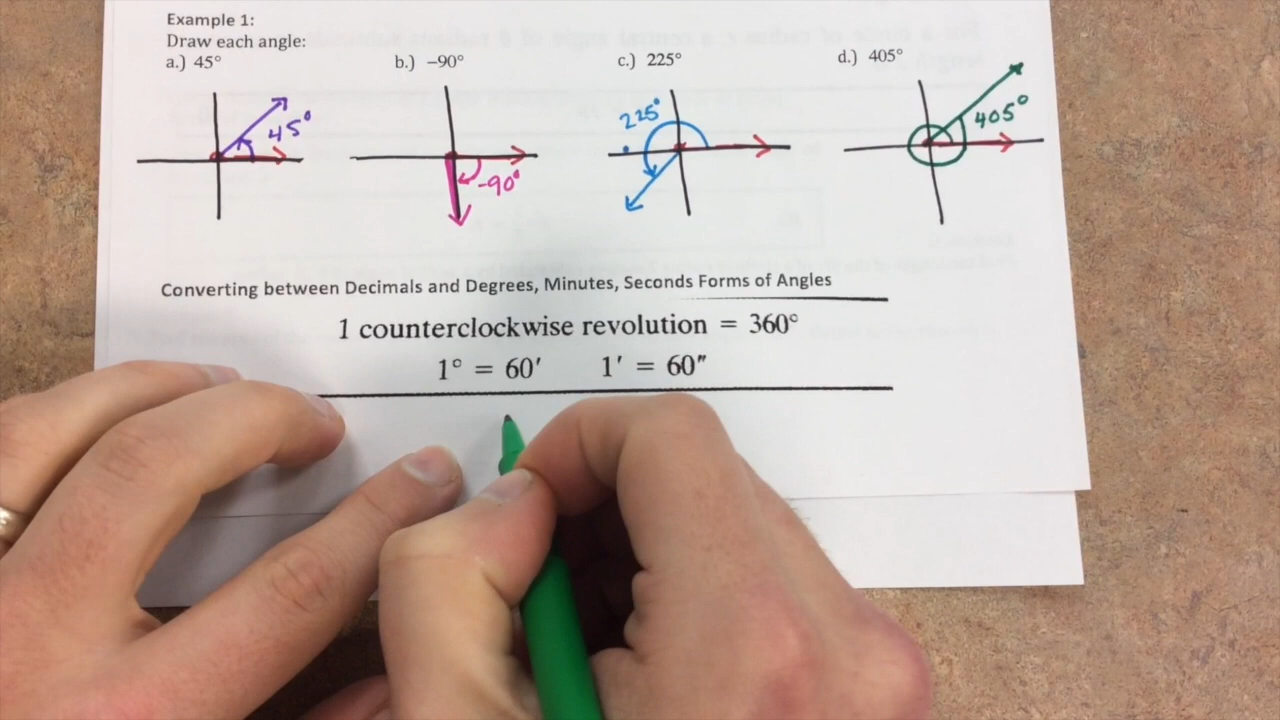 Example 1:
Draw each angle:
a.) 45°
b.) –90°
c.) 225°
d.) 405°
45°
-90°
225°
405°
Converting between Decimals and Degrees, Minutes, Seconds Forms of Angles
1 counterclockwise revolution = 360°
1° = 60′ 1′ = 60″